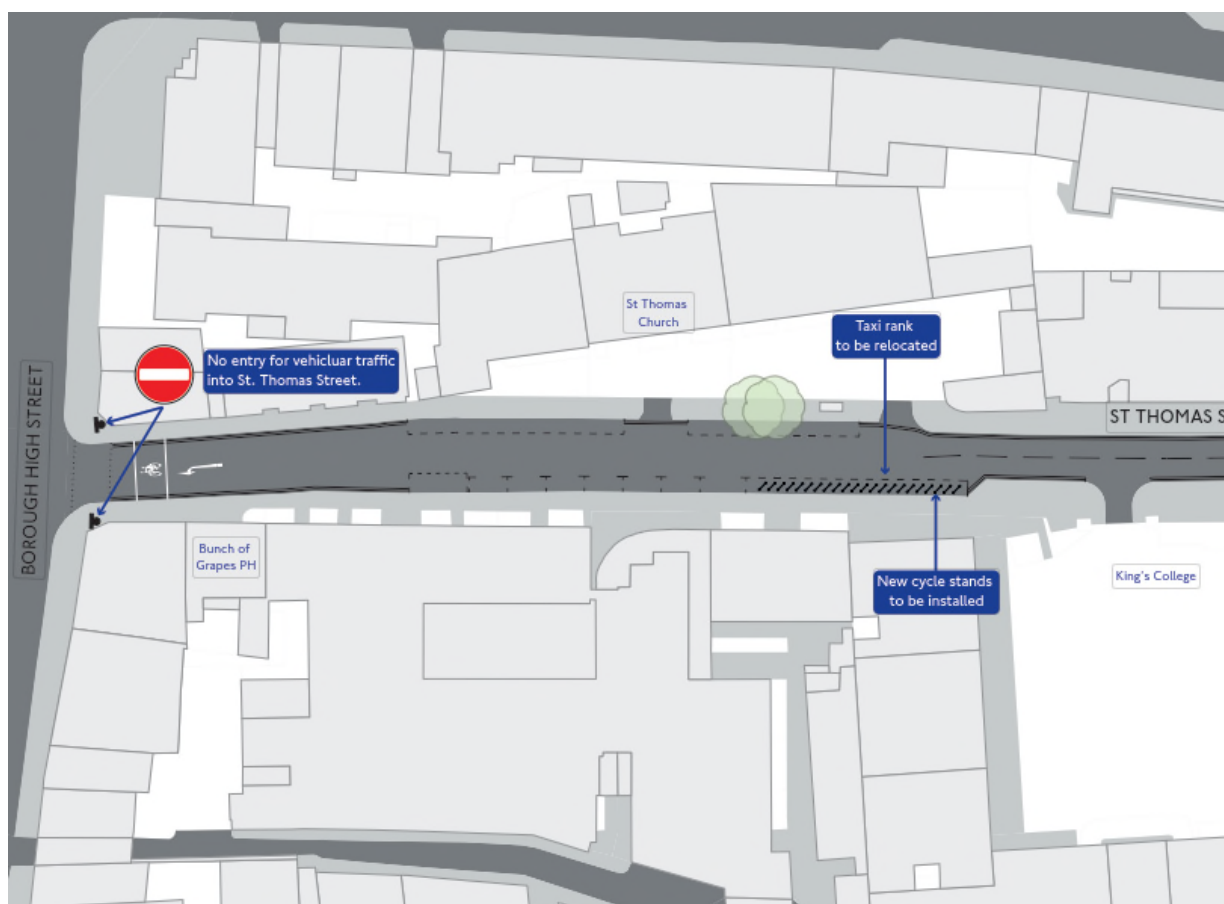 St Thomas
Church
Taxi rank
to be relocated
No entry for vehicluar traffic
into St. Thomas Street.
ST THOMAS S
BOROUGH HIGH STREET
Bunch of
Grapes PH
New cycle stands
to be installed
King's College